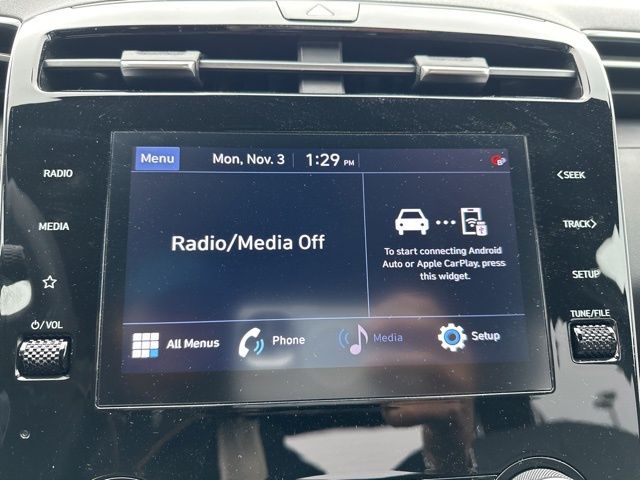 Menu
Mon, Nov. 3
1:29 PM
RADIO
<SEEK
MEDIA
TRACK>
Radio/Media Off
To start connecting Android
Auto or Apple CarPlay, press
this widget.
SETUP
⏻/VOL
TUNE/FILE
All Menus
Phone
Media
Setup